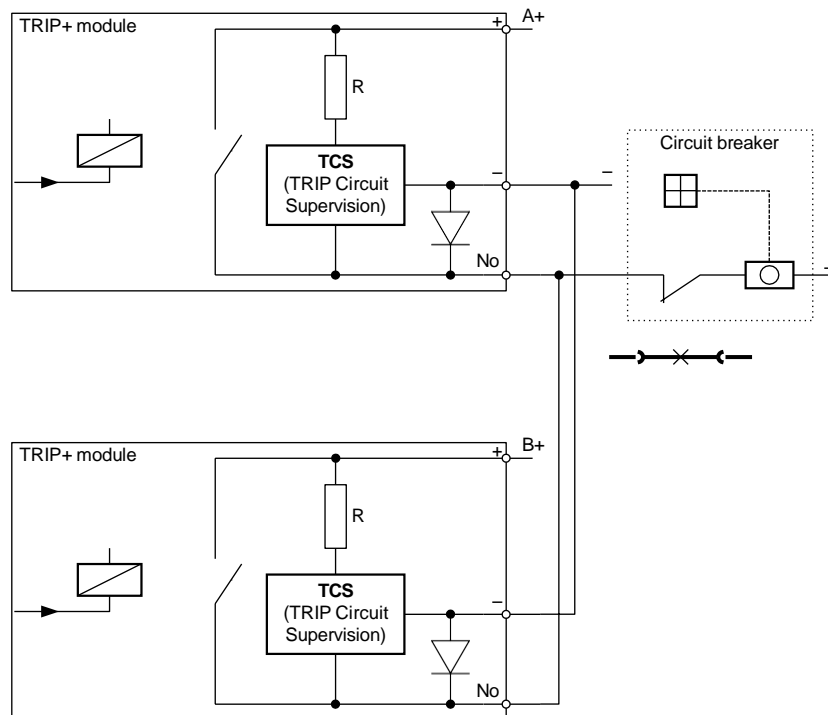 TRIP+ module
+
A+
R
TCS
(TRIP Circuit
Supervision)
–
–
No
Circuit breaker
–
TRIP+ module
+
B+
R
TCS
(TRIP Circuit
Supervision)
–
No